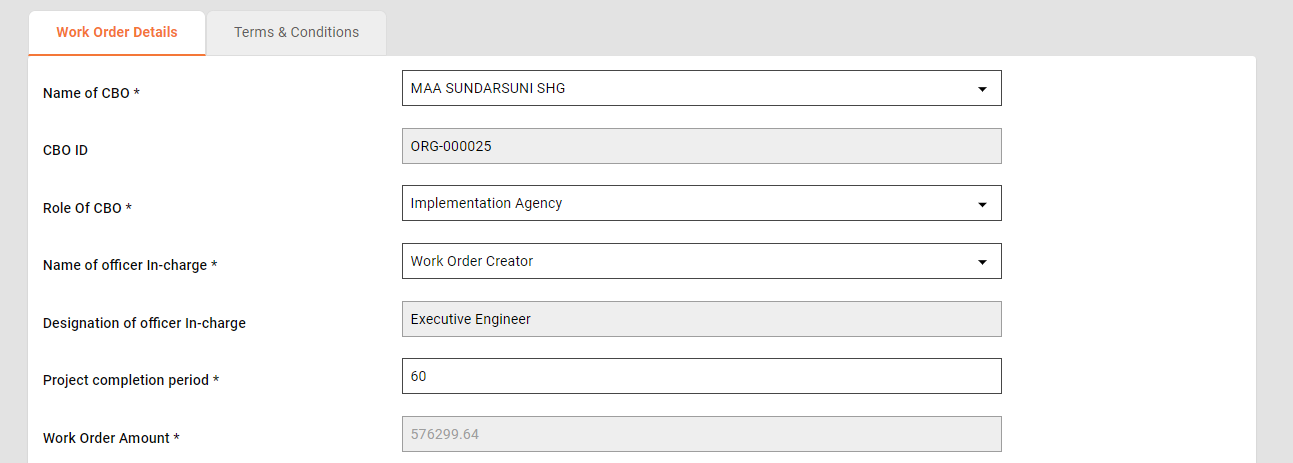 Work Order Details Terms & Conditions
Name of CBO * MAA SUNDARSUNI SHG
CBO ID ORG-000025
Role Of CBO * Implementation Agency
Name of officer In-charge * Work Order Creator
Designation of officer In-charge Executive Engineer
Project completion period * 60
Work Order Amount * 576299.64